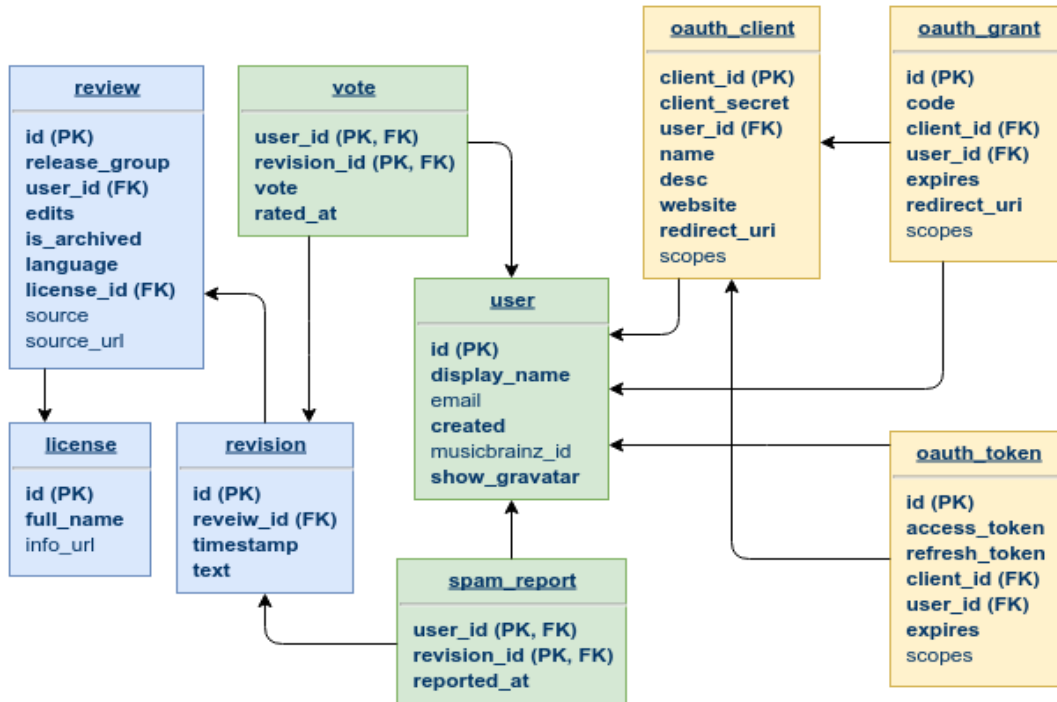 review
id (PK)
release_group
user_id (FK)
edits
is_archived
language
license_id (FK)
source
source_url
vote
user_id (PK, FK)
revision_id (PK, FK)
vote
rated_at
oauth_client
client_id (PK)
client_secret
user_id (FK)
name
desc
website
redirect_uri
scopes
oauth_grant
id (PK)
code
client_id (FK)
user_id (FK)
expires
redirect_uri
scopes
user
id (PK)
display_name
email
created
musicbrainz_id
show_gravatar
license
id (PK)
full_name
info_url
revision
id (PK)
reveiw_id (FK)
timestamp
text
spam_report
user_id (PK, FK)
revision_id (PK, FK)
reported_at
oauth_token
id (PK)
access_token
refresh_token
client_id (FK)
user_id (FK)
expires
scopes